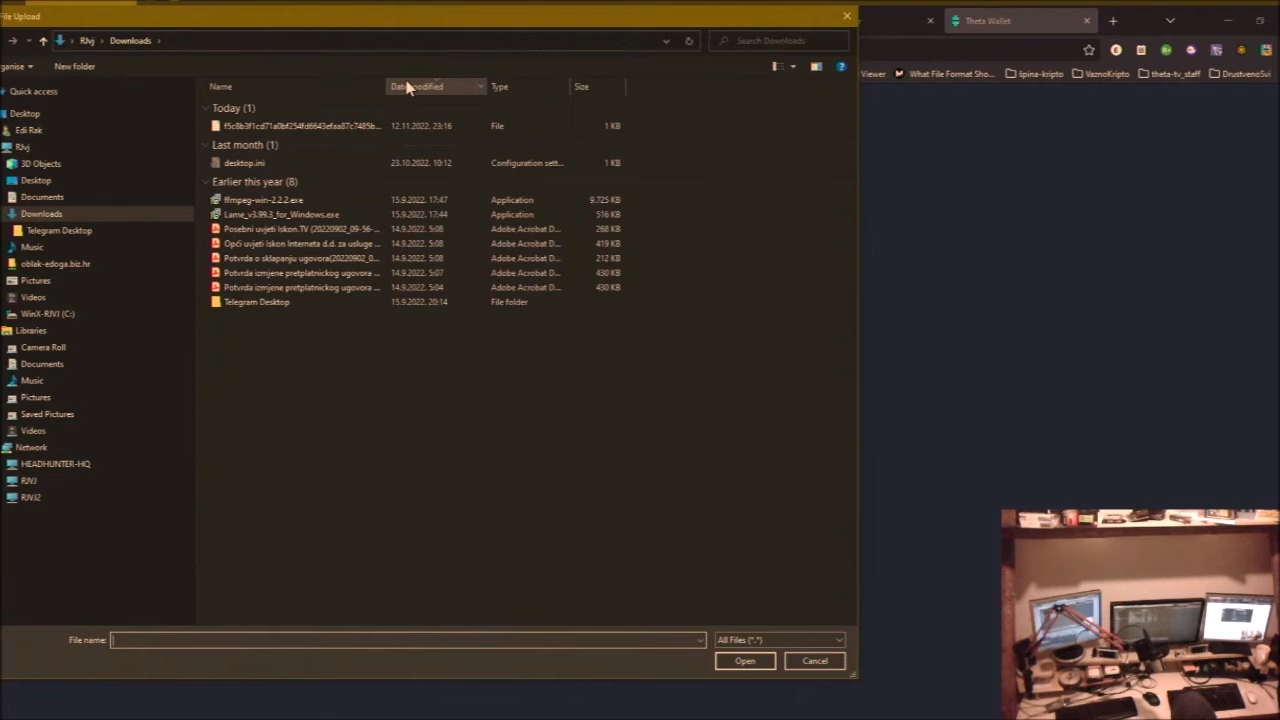 File Upload
Theta Wallet
RJvj > Downloads >
Search Downloads
ganise
New folder
Viewer
What File Format Sho...
špina-kripto
VaznoKripto
theta-tv_staff
DrustveniSvi
Name
Date modified
Type
Size
Quick access
Desktop
Edi Rak
RJvj
3D Objects
Desktop
Documents
Downloads
Telegram Desktop
Music
oblak-edoga.biz.hr
Pictures
Videos
WinX-RJVJ (C:)
Libraries
Camera Roll
Documents
Music
Pictures
Saved Pictures
Videos
Network
HEADHUNTER-HQ
RJVJ
RJVJ2
Today (1)
12.11.2022. 23:16 File 1 KB
Last month (1)
desktop.ini 23.10.2022. 10:12 Configuration sett... 1 KB
Earlier this year (8)
ffmpeg-win-2.2.2.exe 15.9.2022. 17:47 Application 9.725 KB
Lame_v3.99.3_for_Windows.exe 15.9.2022. 17:44 Application 516 KB
Posebni uvjeti Iskon.TV (20220902_09-56-... 14.9.2022. 5:08 Adobe Acrobat D... 268 KB
Opći uvjeti Iskon Interneta d.d. za usluge ... 14.9.2022. 5:08 Adobe Acrobat D... 419 KB
Potvrda o sklapanju ugovora(20220902_0... 14.9.2022. 5:08 Adobe Acrobat D... 212 KB
Potvrda izmjene pretplatnickog ugovora ... 14.9.2022. 5:07 Adobe Acrobat D... 430 KB
Potvrda izmjene pretplatnickog ugovora ... 14.9.2022. 5:04 Adobe Acrobat D... 430 KB
Telegram Desktop 15.9.2022. 20:14 File folder
File name:
All Files (*.*)
Open
Cancel